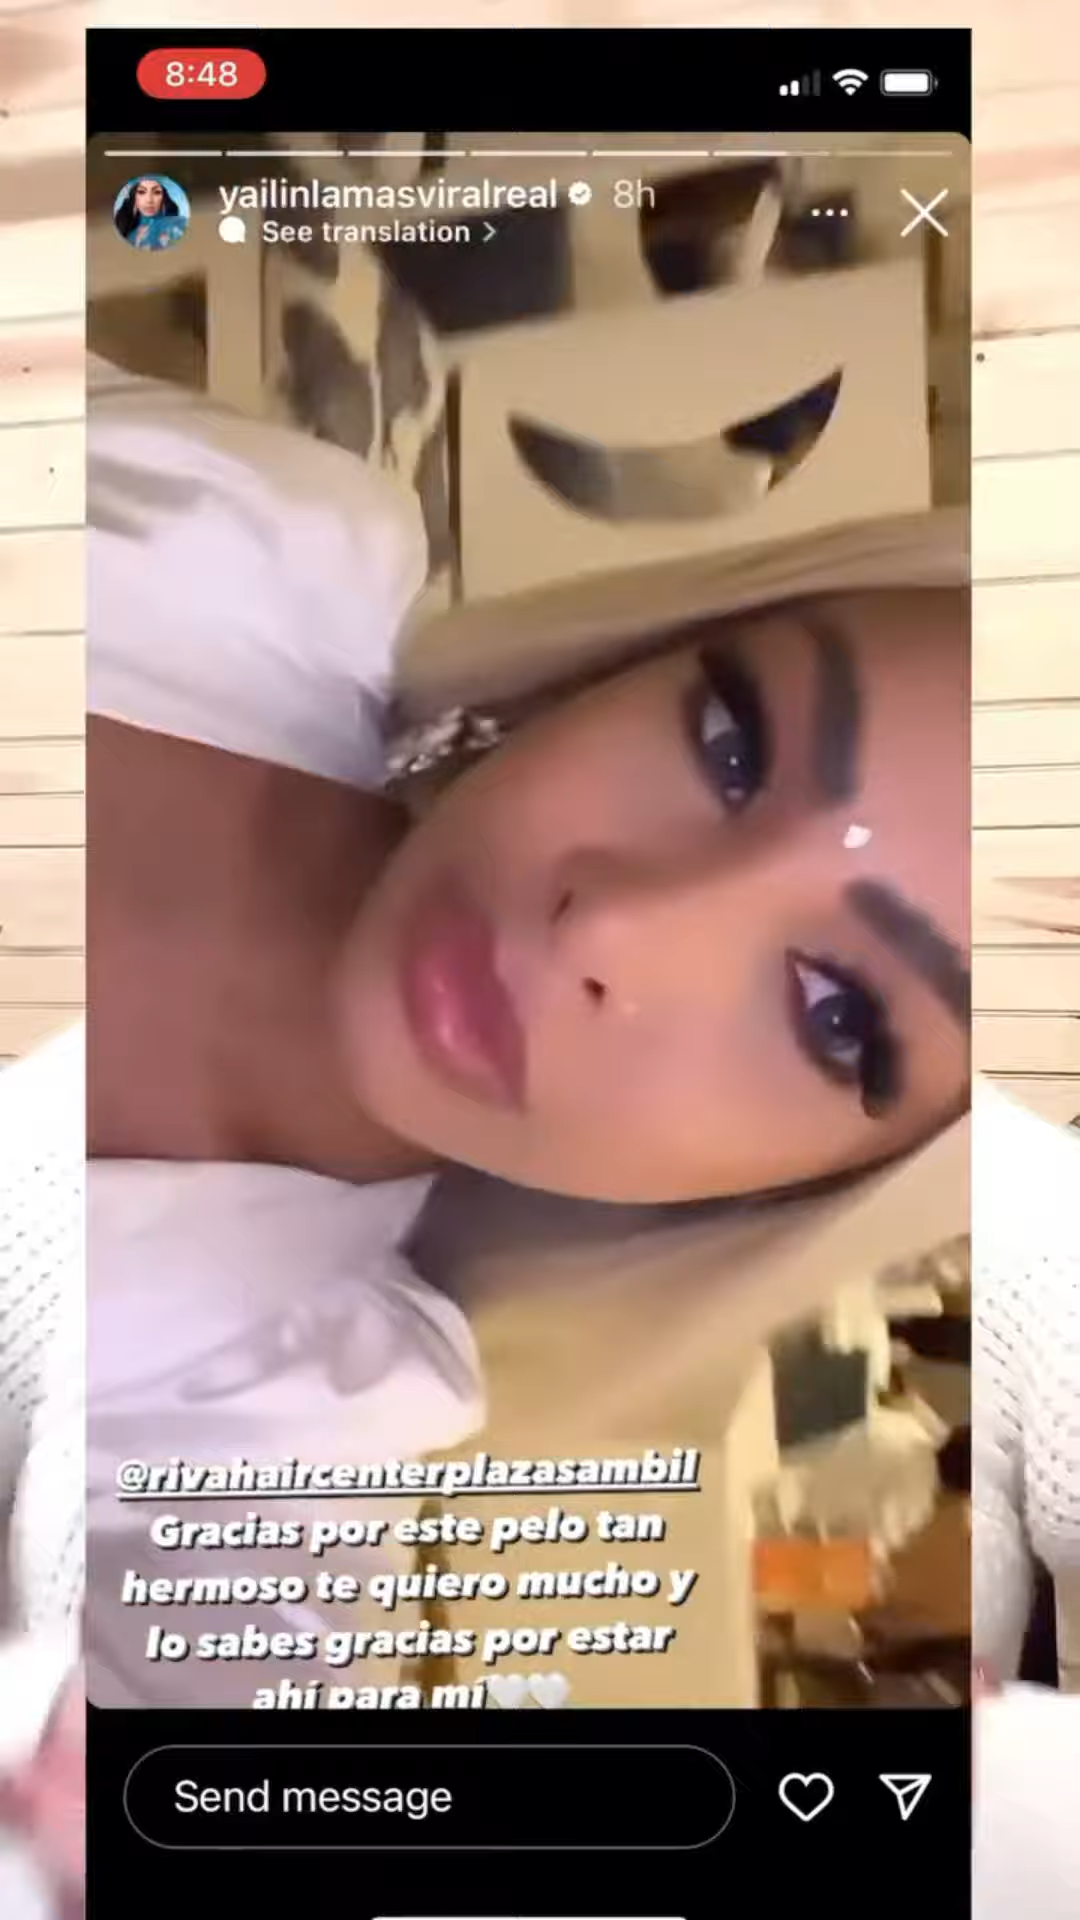 8:48
yailinlamasviralreal 8h
See translation >
@rivahaircenterplazasambil
Gracias por este pelo tan
hermoso te quiero mucho y
lo sabes gracias por estar
ahí para mí🤍🤍
Send message